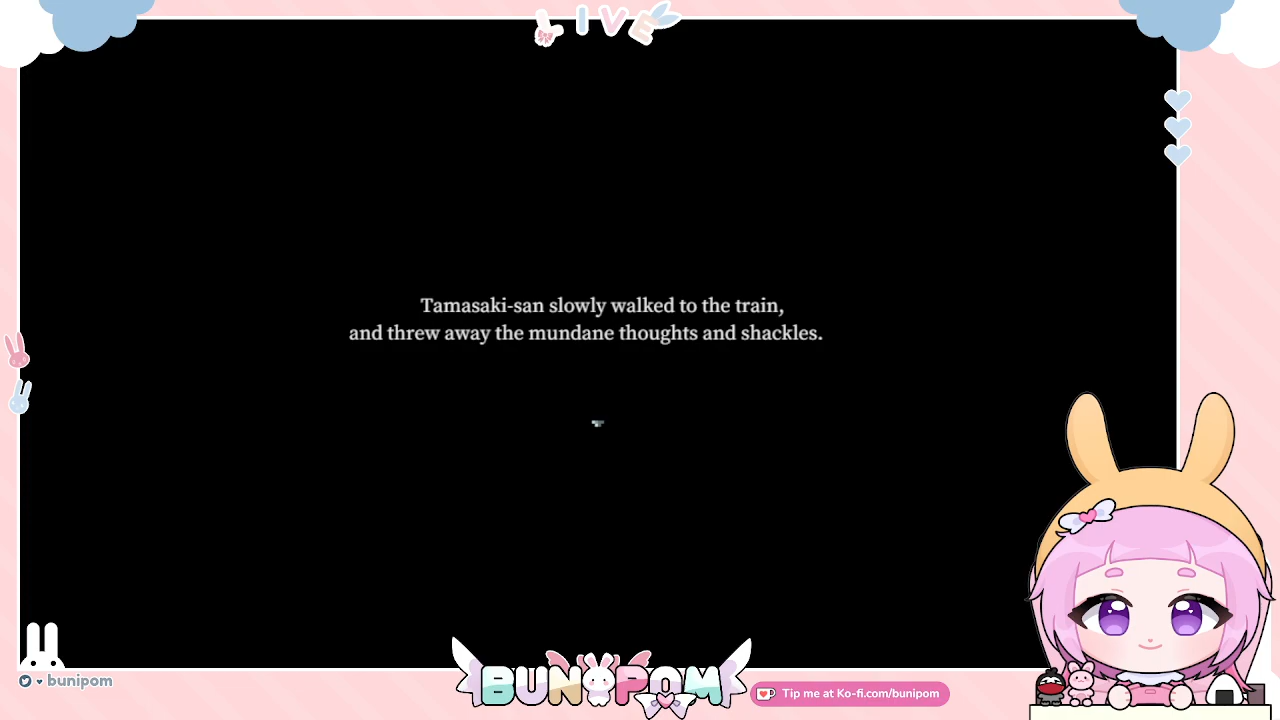 LIVE
Tamasaki-san slowly walked to the train,
and threw away the mundane thoughts and shackles.
bunipom
BUNIPOM
Tip me at Ko-fi.com/bunipom